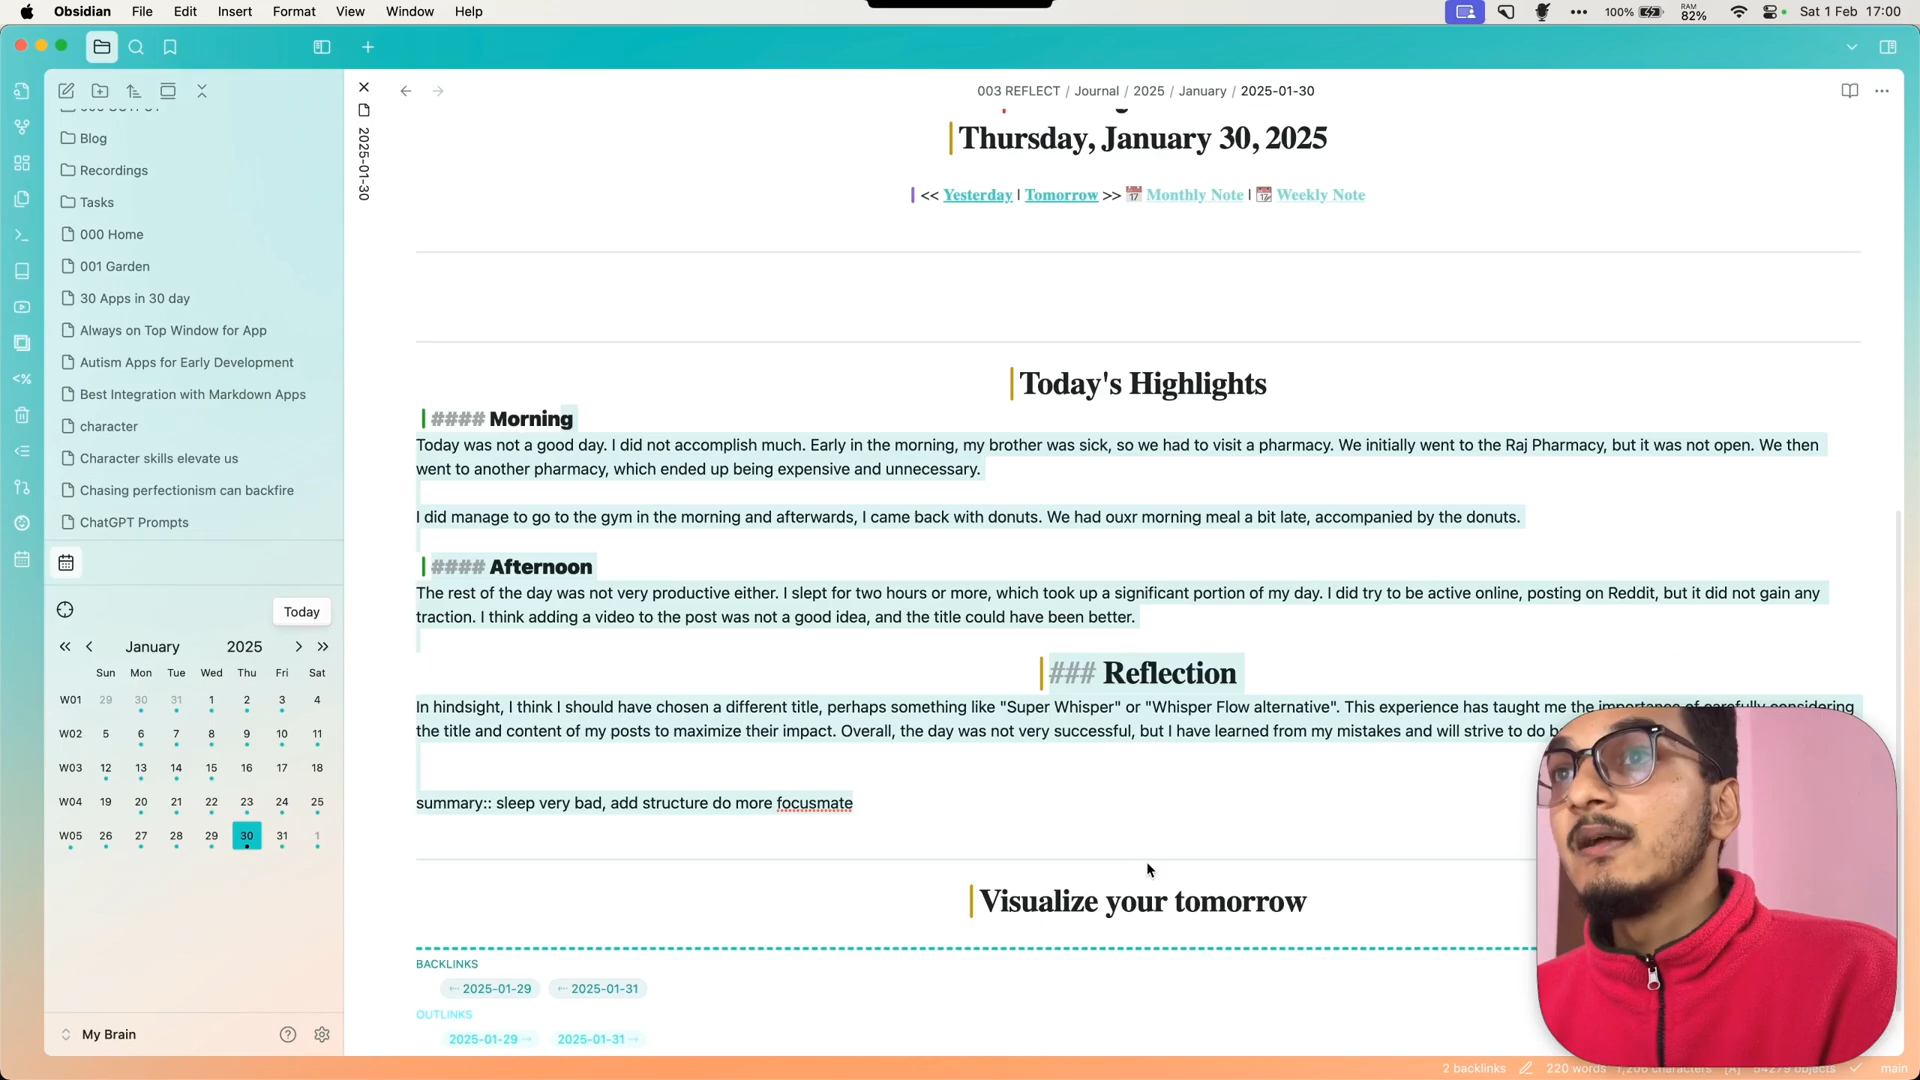 Obsidian File Edit Insert Format View Window Help
100% RAM 82% Sat 1 Feb 17:00
Blog
Recordings
Tasks
000 Home
001 Garden
30 Apps in 30 day
Always on Top Window for App
Autism Apps for Early Development
Best Integration with Markdown Apps
character
Character skills elevate us
Chasing perfectionism can backfire
ChatGPT Prompts
Today
January 2025
Sun Mon Tue Wed Thu Fri Sat
W01 29 30 31 1 2 3 4
W02 5 6 7 8 9 10 11
W03 12 13 14 15 16 17 18
W04 19 20 21 22 23 24 25
W05 26 27 28 29 30 31 1
My Brain
2025-01-30
003 REFLECT / Journal / 2025 / January / 2025-01-30
Thursday, January 30, 2025
<< Yesterday | Tomorrow >> 📅 Monthly Note | 📆 Weekly Note
Today's Highlights
#### Morning
Today was not a good day. I did not accomplish much. Early in the morning, my brother was sick, so we had to visit a pharmacy. We initially went to the Raj Pharmacy, but it was not open. We then
went to another pharmacy, which ended up being expensive and unnecessary.
I did manage to go to the gym in the morning and afterwards, I came back with donuts. We had ouxr morning meal a bit late, accompanied by the donuts.
#### Afternoon
The rest of the day was not very productive either. I slept for two hours or more, which took up a significant portion of my day. I did try to be active online, posting on Reddit, but it did not gain any
traction. I think adding a video to the post was not a good idea, and the title could have been better.
### Reflection
In hindsight, I think I should have chosen a different title, perhaps something like "Super Whisper" or "Whisper Flow alternative". This experience has taught me the importance of carefully considering
the title and content of my posts to maximize their impact. Overall, the day was not very successful, but I have learned from my mistakes and will strive to do
summary:: sleep very bad, add structure do more focusmate
Visualize your tomorrow
BACKLINKS
2025-01-29 2025-01-31
OUTLINKS
2025-01-29 → 2025-01-31 →
2 backlinks 220 words 1,206 characters [A] 54279 objects main